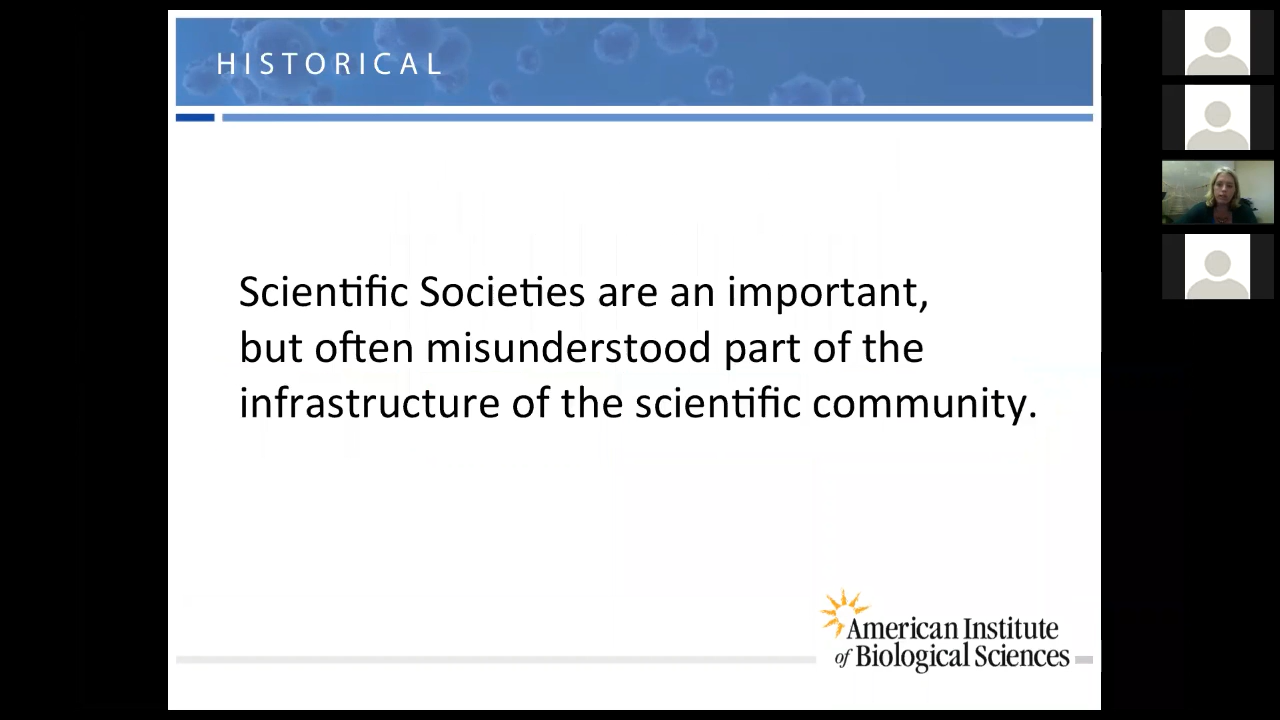 HISTORICAL
Scientific Societies are an important,
but often misunderstood part of the
infrastructure of the scientific community.
American Institute
of Biological Sciences